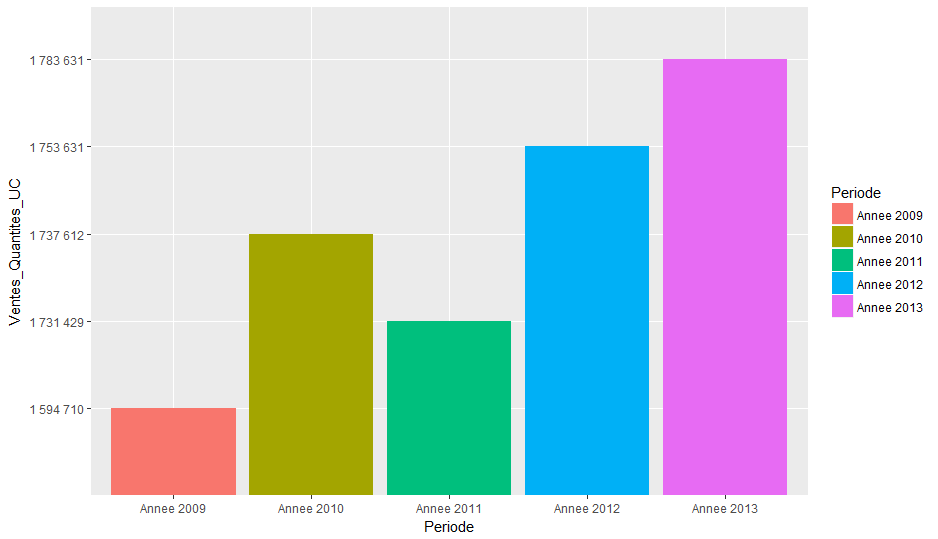 Ventes_Quantites_UC
1 783 631
1 753 631
1 737 612
1 731 429
1 594 710
Annee 2009
Annee 2010
Annee 2011
Annee 2012
Annee 2013
Periode
Periode
Annee 2009
Annee 2010
Annee 2011
Annee 2012
Annee 2013